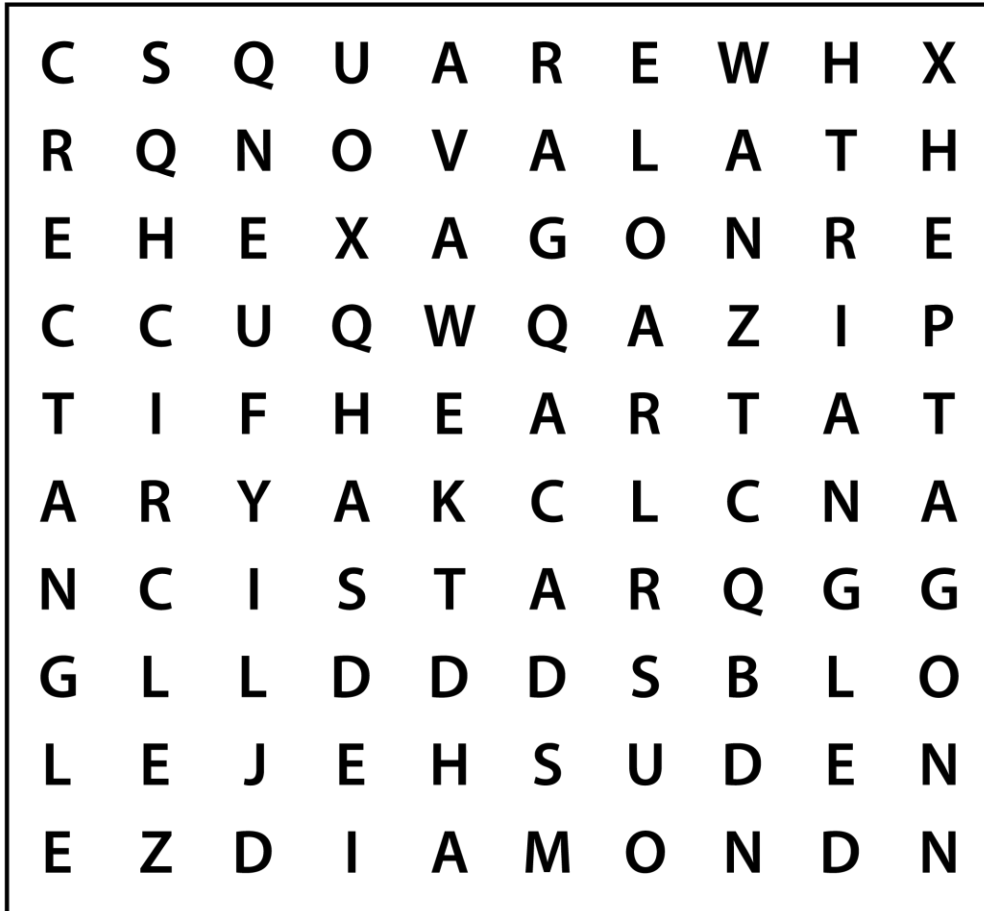 C S Q U A R E W H X
R Q N O V A L A T H
E H E X A G O N R E
C C U Q W Q A Z I P
T I F H E A R T A T
A R Y A K C L C N A
N C I S T A R Q G G
G L L D D D S B L O
L E J E H S U D E N
E Z D I A M O N D N